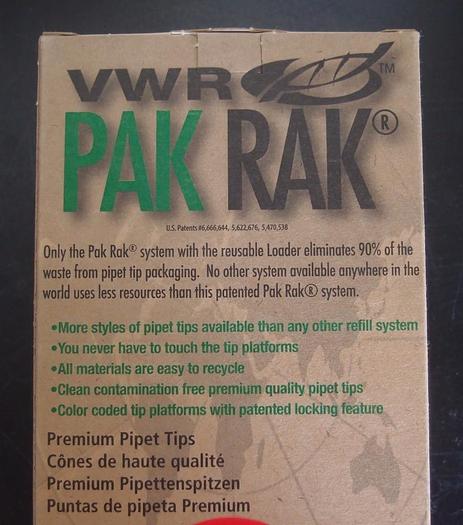 VWR™
PAK RAK®
U.S. Patents #6,666,644, 5,622,676, 5,470,538
Only the Pak Rak® system with the reusable Loader eliminates 90% of the
waste from pipet tip packaging. No other system available anywhere in the
world uses less resources than this patented Pak Rak® system.
•More styles of pipet tips available than any other refill system
•You never have to touch the tip platforms
•All materials are easy to recycle
•Clean contamination free premium quality pipet tips
•Color coded tip platforms with patented locking feature
Premium Pipet Tips
Cônes de haute qualité
Premium Pipettenspitzen
Puntas de pipeta Premium